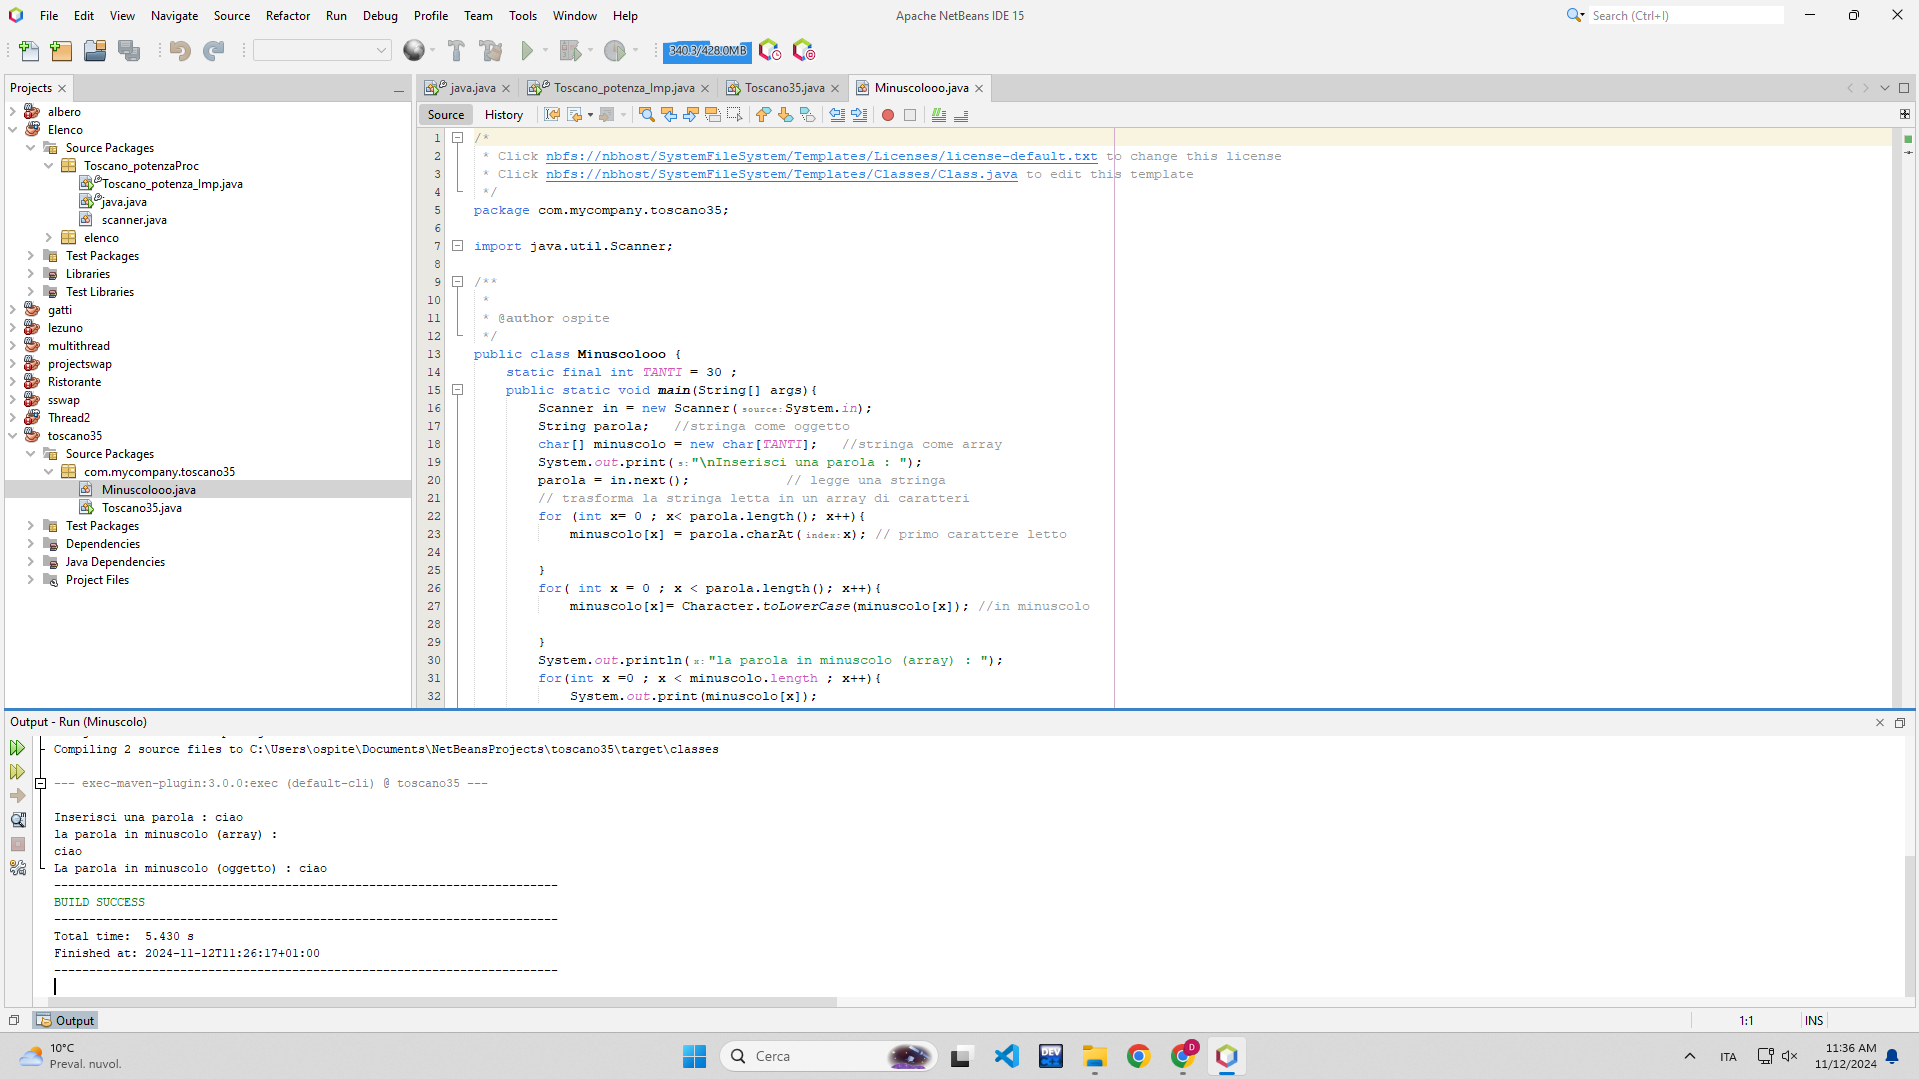 File Edit View Navigate Source Refactor Run Debug Profile Team Tools Window Help
Apache NetBeans IDE 15
Search (Ctrl+I)
340.3/428.0MB
Projects
albero
Elenco
Source Packages
Toscano_potenzaProc
Toscano_potenza_Imp.java
java.java
scanner.java
elenco
Test Packages
Libraries
Test Libraries
gatti
lezuno
multithread
projectswap
Ristorante
sswap
Thread2
toscano35
Source Packages
com.mycompany.toscano35
Minuscolooo.java
Toscano35.java
Test Packages
Dependencies
Java Dependencies
Project Files
java.java Toscano_potenza_Imp.java Toscano35.java Minuscolooo.java
Source History
1 /*
2 * Click nbfs://nbhost/SystemFileSystem/Templates/Licenses/license-default.txt to change this license
3 * Click nbfs://nbhost/SystemFileSystem/Templates/Classes/Class.java to edit this template
4 */
5 package com.mycompany.toscano35;
6
7 import java.util.Scanner;
8
9 /**
10 *
11 * @author ospite
12 */
13 public class Minuscolooo {
14 static final int TANTI = 30 ;
15 public static void main(String[] args){
16 Scanner in = new Scanner( source: System.in);
17 String parola; //stringa come oggetto
18 char[] minuscolo = new char[TANTI]; //stringa come array
19 System.out.print( s: "\nInserisci una parola : ");
20 parola = in.next(); // legge una stringa
21 // trasforma la stringa letta in un array di caratteri
22 for (int x= 0 ; x< parola.length(); x++){
23 minuscolo[x] = parola.charAt( index: x); // primo carattere letto
24
25 }
26 for( int x = 0 ; x < parola.length(); x++){
27 minuscolo[x]= Character.toLowerCase(minuscolo[x]); //in minuscolo
28
29 }
30 System.out.println( x: "la parola in minuscolo (array) : ");
31 for(int x =0 ; x < minuscolo.length ; x++){
32 System.out.print(minuscolo[x]);
Output - Run (Minuscolo)
Compiling 2 source files to C:\Users\ospite\Documents\NetBeansProjects\toscano35\target\classes
--- exec-maven-plugin:3.0.0:exec (default-cli) @ toscano35 ---
Inserisci una parola : ciao
la parola in minuscolo (array) :
ciao
La parola in minuscolo (oggetto) : ciao
------------------------------------------------------------------------
BUILD SUCCESS
------------------------------------------------------------------------
Total time:  5.430 s
Finished at: 2024-11-12T11:26:17+01:00
------------------------------------------------------------------------
Output
1:1 INS
10°C
Preval. nuvol.
Cerca
DEV
D
ITA
11:36 AM
11/12/2024